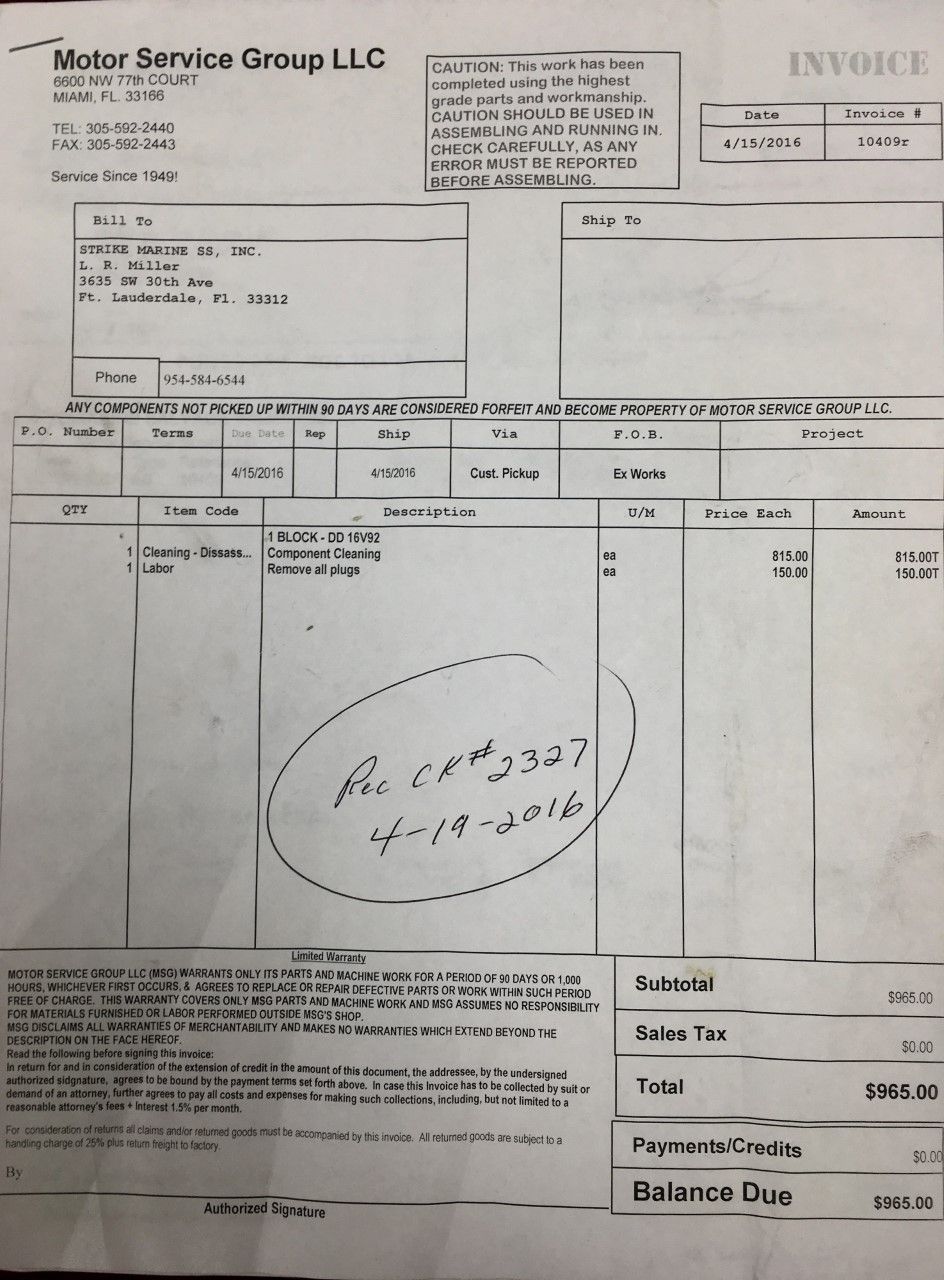 Motor Service Group LLC
6600 NW 77th COURT
MIAMI, FL. 33166
TEL: 305-592-2440
FAX: 305-592-2443
Service Since 1949!
CAUTION: This work has been
completed using the highest
grade parts and workmanship.
CAUTION SHOULD BE USED IN
ASSEMBLING AND RUNNING IN.
CHECK CAREFULLY, AS ANY
ERROR MUST BE REPORTED
BEFORE ASSEMBLING.
INVOICE
Date Invoice #
4/15/2016 10409r
Bill To
STRIKE MARINE SS, INC.
L. R. Miller
3635 SW 30th Ave
Ft. Lauderdale, Fl. 33312
Phone 954-584-6544
Ship To
ANY COMPONENTS NOT PICKED UP WITHIN 90 DAYS ARE CONSIDERED FORFEIT AND BECOME PROPERTY OF MOTOR SERVICE GROUP LLC.
P.O. Number Terms Due Date Rep Ship Via F.O.B. Project
4/15/2016 4/15/2016 Cust. Pickup Ex Works
QTY Item Code Description U/M Price Each Amount
1 BLOCK - DD 16V92
1 Cleaning - Dissass... Component Cleaning ea 815.00 815.00T
1 Labor Remove all plugs ea 150.00 150.00T
Rec CK# 2327
4-19-2016
Limited Warranty
MOTOR SERVICE GROUP LLC (MSG) WARRANTS ONLY ITS PARTS AND MACHINE WORK FOR A PERIOD OF 90 DAYS OR 1,000
HOURS, WHICHEVER FIRST OCCURS, & AGREES TO REPLACE OR REPAIR DEFECTIVE PARTS OR WORK WITHIN SUCH PERIOD
FREE OF CHARGE. THIS WARRANTY COVERS ONLY MSG PARTS AND MACHINE WORK AND MSG ASSUMES NO RESPONSIBILITY
FOR MATERIALS FURNISHED OR LABOR PERFORMED OUTSIDE MSG'S SHOP.
MSG DISCLAIMS ALL WARRANTIES OF MERCHANTABILITY AND MAKES NO WARRANTIES WHICH EXTEND BEYOND THE
DESCRIPTION ON THE FACE HEREOF.
Read the following before signing this invoice:
In return for and in consideration of the extension of credit in the amount of this document, the addressee, by the undersigned
authorized sidgnature, agrees to be bound by the payment terms set forth above. In case this Invoice has to be collected by suit or
demand of an attorney, further agrees to pay all costs and expenses for making such collections, including, but not limited to a
reasonable attorney's fees + Interest 1.5% per month.
For consideration of returns all claims and/or returned goods must be accompanied by this invoice. All returned goods are subject to a
handling charge of 25% plus return freight to factory.
By
Authorized Signature
Subtotal $965.00
Sales Tax $0.00
Total $965.00
Payments/Credits $0.00
Balance Due $965.00